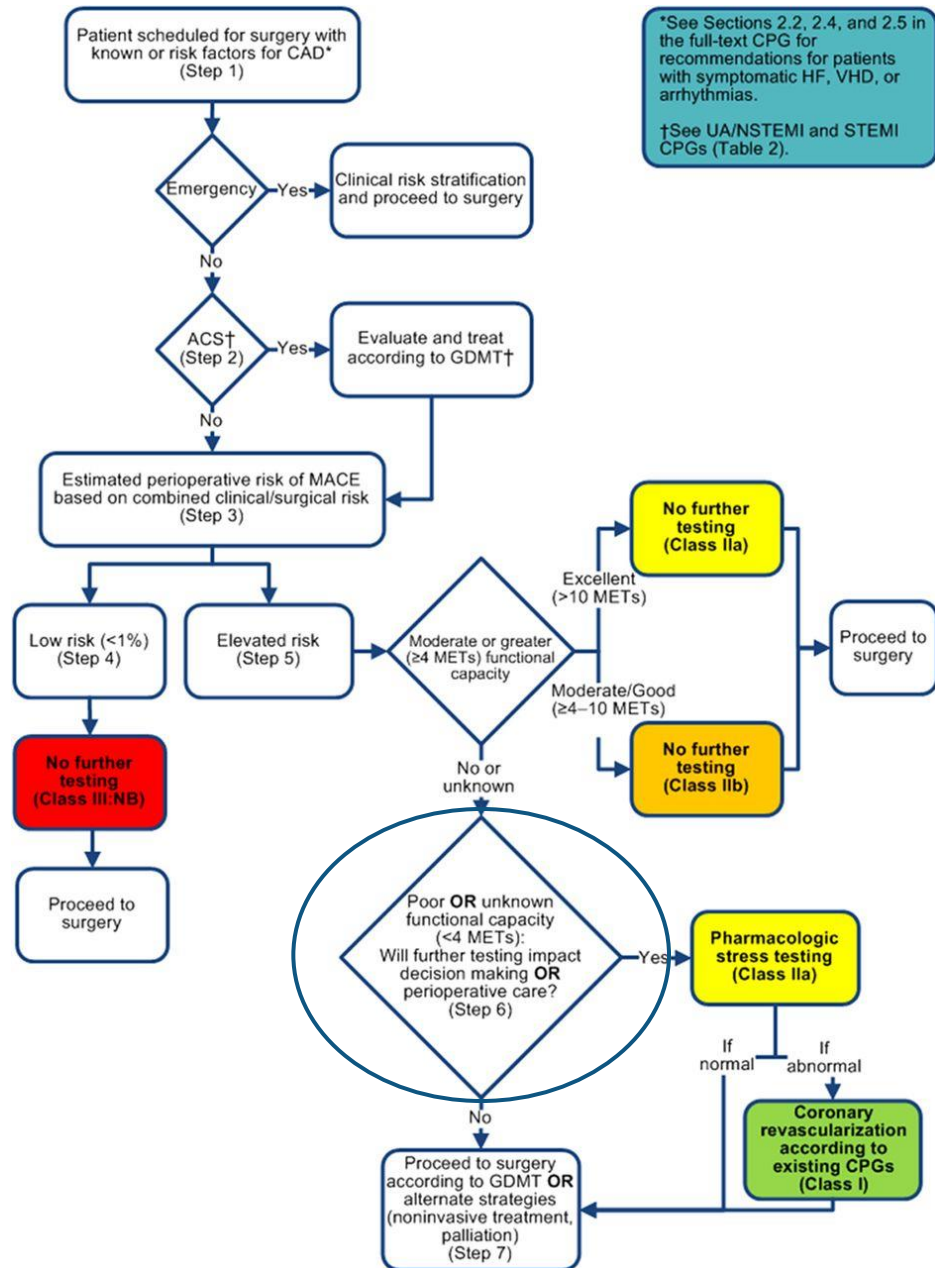 Patient scheduled for surgery with
known or risk factors for CAD*
(Step 1)
*See Sections 2.2, 2.4, and 2.5 in
the full-text CPG for
recommendations for patients
with symptomatic HF, VHD, or
arrhythmias.
†See UA/NSTEMI and STEMI
CPGs (Table 2).
Emergency
Yes
Clinical risk stratification
and proceed to surgery
No
ACS†
(Step 2)
Yes
Evaluate and treat
according to GDMT†
No
Estimated perioperative risk of MACE
based on combined clinical/surgical risk
(Step 3)
Low risk (<1%)
(Step 4)
Elevated risk
(Step 5)
Moderate or greater
(≥4 METs) functional
capacity
Excellent
(>10 METs)
No further
testing
(Class IIa)
Moderate/Good
(≥4–10 METs)
No further
testing
(Class IIb)
Proceed to
surgery
No further
testing
(Class III:NB)
Proceed to
surgery
No or
unknown
Poor OR unknown
functional capacity
(<4 METs):
Will further testing impact
decision making OR
perioperative care?
(Step 6)
Yes
Pharmacologic
stress testing
(Class IIa)
If
normal
If
abnormal
Coronary
revascularization
according to
existing CPGs
(Class I)
No
Proceed to surgery
according to GDMT OR
alternate strategies
(noninvasive treatment,
palliation)
(Step 7)